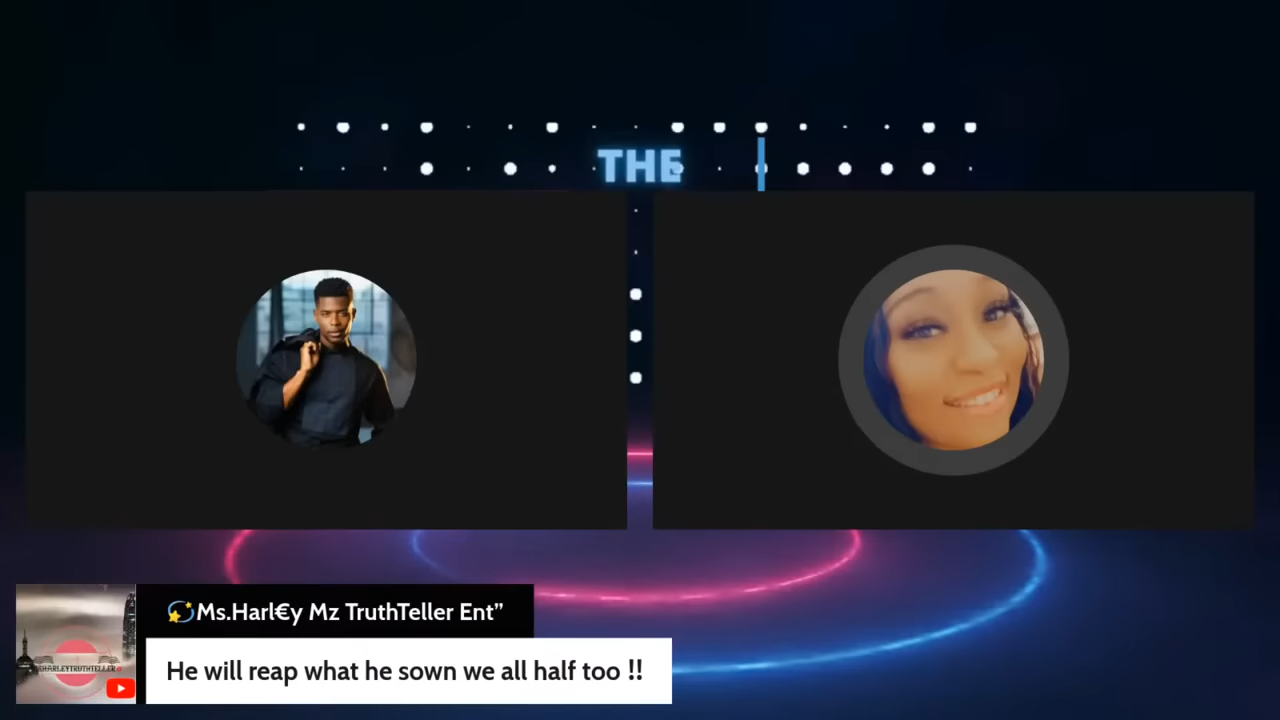 THE
💫Ms.Harl€y Mz TruthTeller Ent”
He will reap what he sown we all half too !!